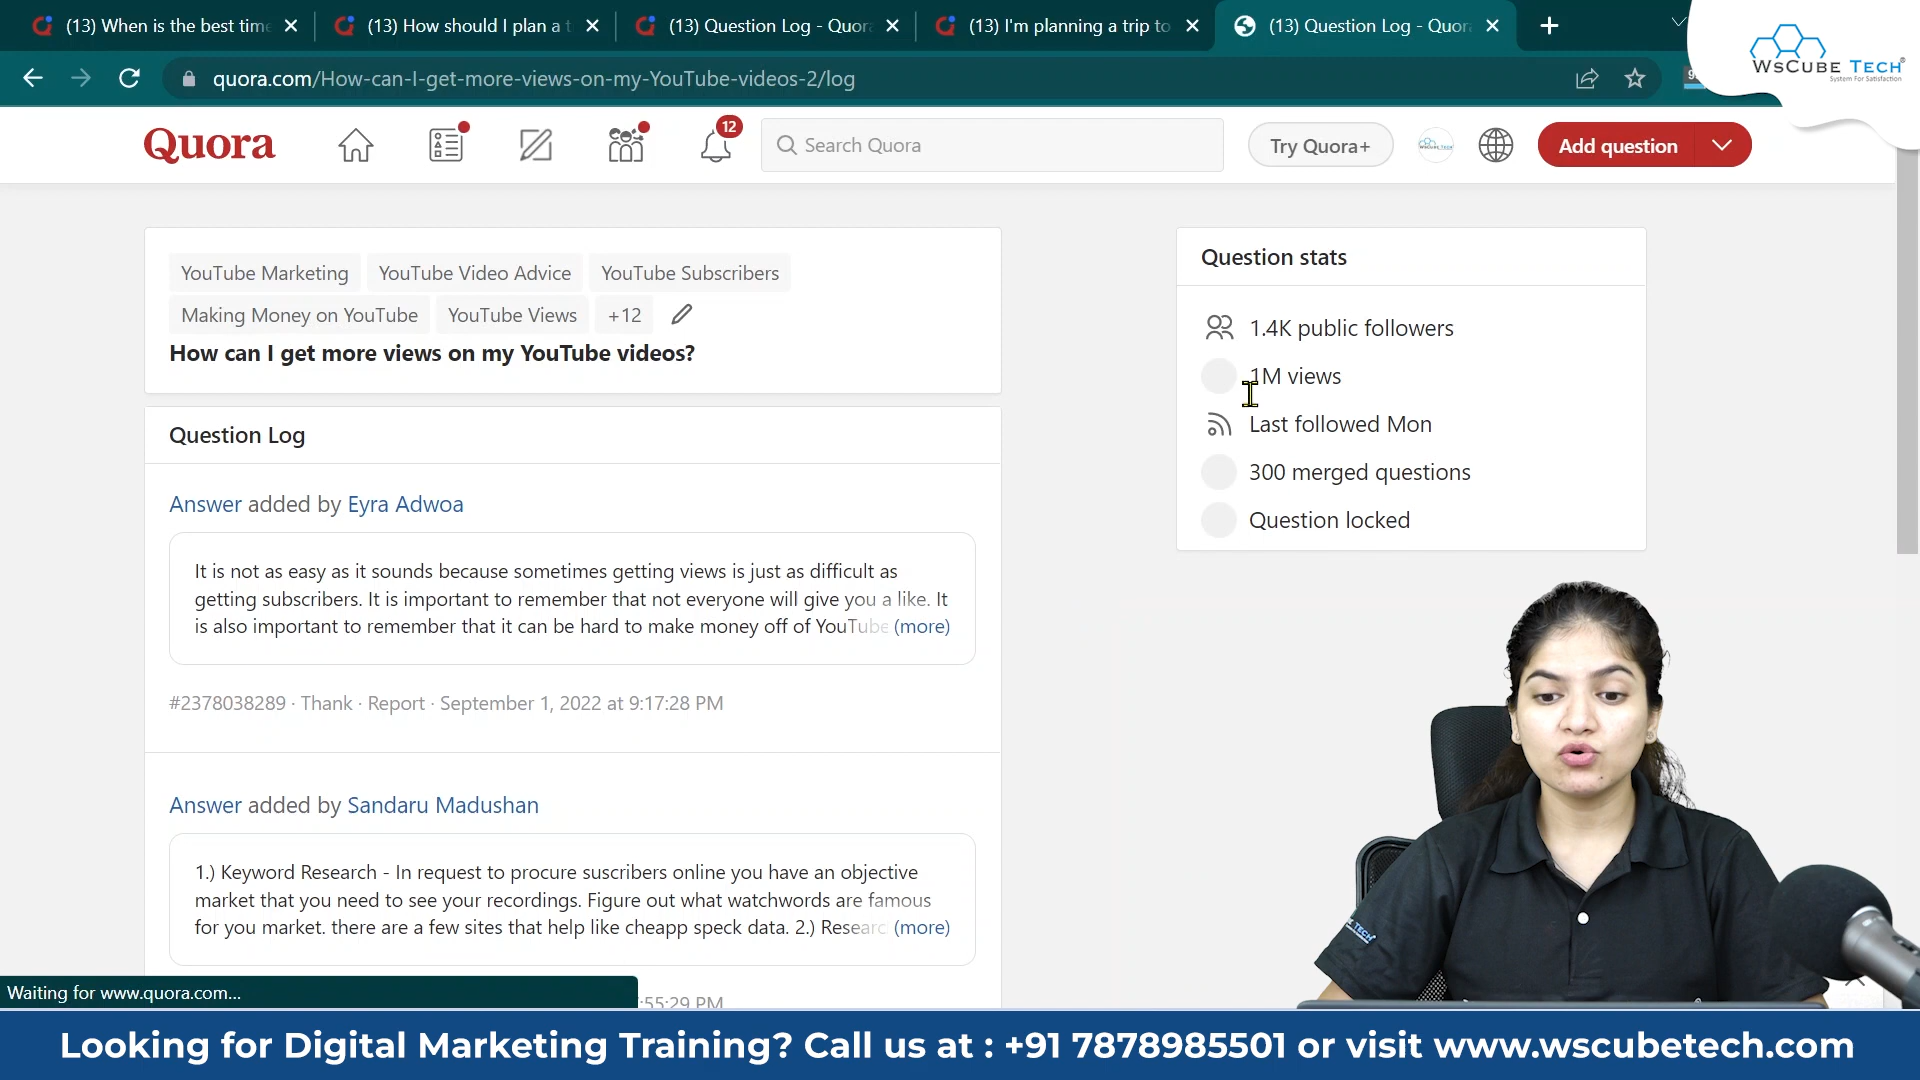 (13) When is the best time
(13) How should I plan a t
(13) Question Log - Quor
(13) I'm planning a trip to
(13) Question Log - Quor
WsCube Tech®
System For Satisfaction
quora.com/How-can-I-get-more-views-on-my-YouTube-videos-2/log
Quora
12
Search Quora
Try Quora+
Add question
YouTube Marketing
YouTube Video Advice
YouTube Subscribers
Making Money on YouTube
YouTube Views
+12
How can I get more views on my YouTube videos?
Question stats
1.4K public followers
1M views
Last followed Mon
300 merged questions
Question locked
Question Log
Answer added by Eyra Adwoa
It is not as easy as it sounds because sometimes getting views is just as difficult as
getting subscribers. It is important to remember that not everyone will give you a like. It
is also important to remember that it can be hard to make money off of YouTube (more)
#2378038289 · Thank · Report · September 1, 2022 at 9:17:28 PM
Answer added by Sandaru Madushan
1.) Keyword Research - In request to procure suscribers online you have an objective
market that you need to see your recordings. Figure out what watchwords are famous
for you market. there are a few sites that help like cheapp speck data. 2.) Researc (more)
:55:29 PM
Waiting for www.quora.com...
Looking for Digital Marketing Training? Call us at : +91 7878985501 or visit www.wscubetech.com